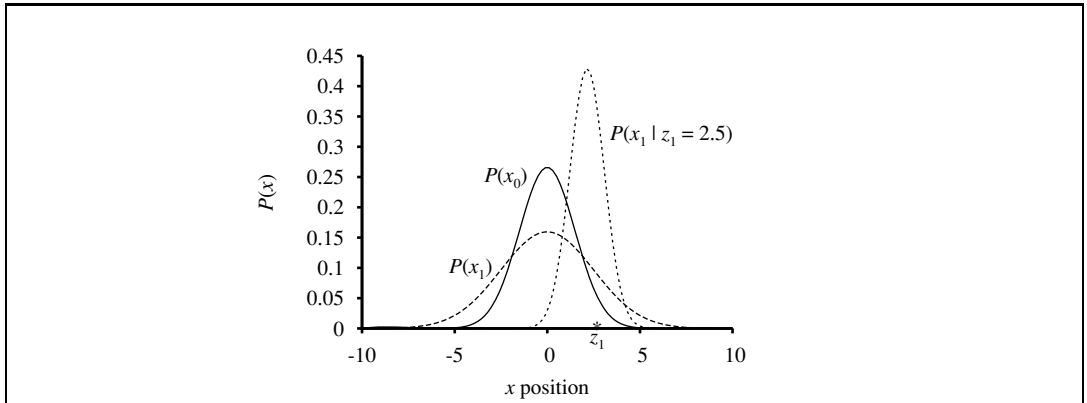 0.45
0.4
0.35
0.3
0.25
0.2
0.15
0.1
0.05
0
P(x)
P(x₁ | z₁ = 2.5)
P(x₀)
P(x₁)
*
z₁
-10 -5 0 5 10
x position